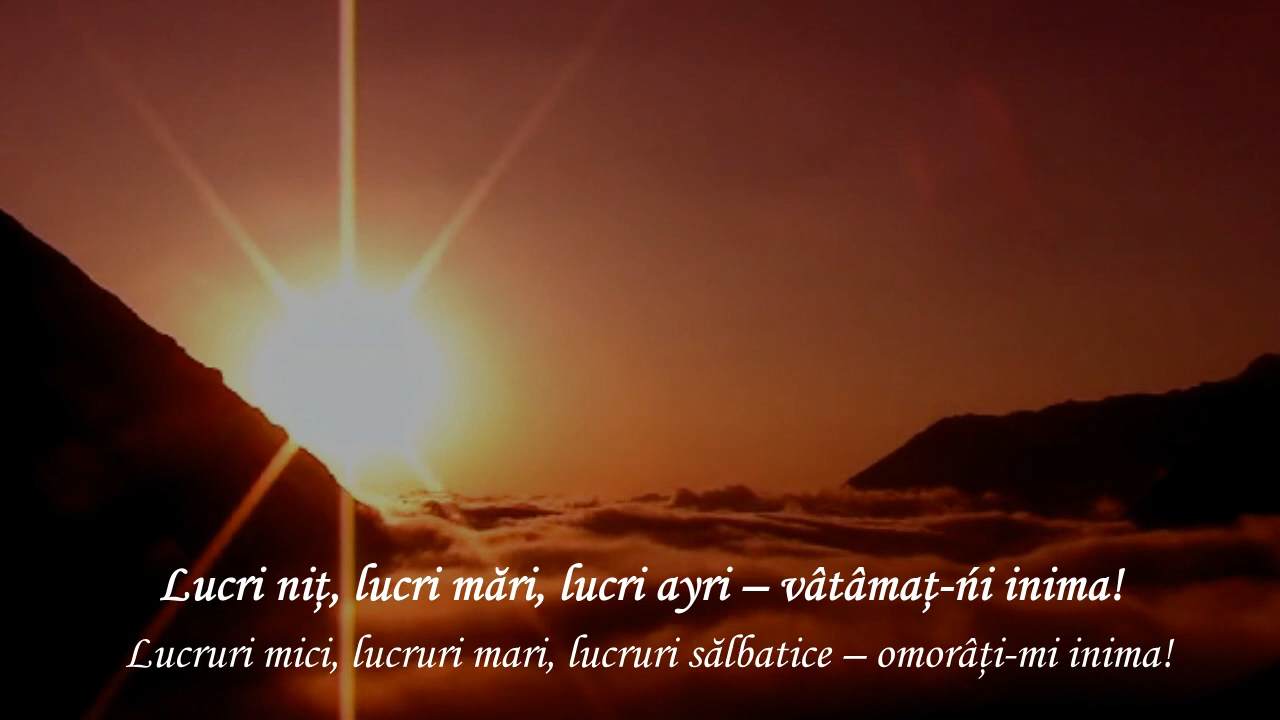 Lucri niț, lucri mări, lucri ayri – vâtâmaț-ńi inima!
Lucruri mici, lucruri mari, lucruri sălbatice – omorâți-mi inima!